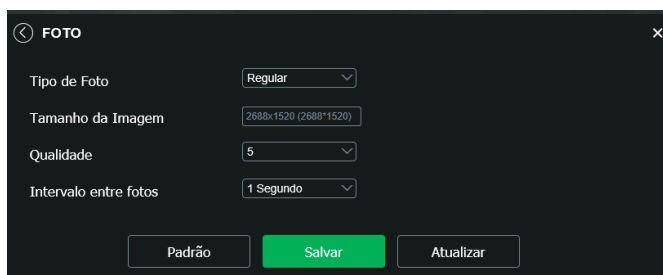 FOTO
Tipo de Foto Regular
Tamanho da Imagem 2688x1520 (2688*1520)
Qualidade 5
Intervalo entre fotos 1 Segundo
Padrão Salvar Atualizar